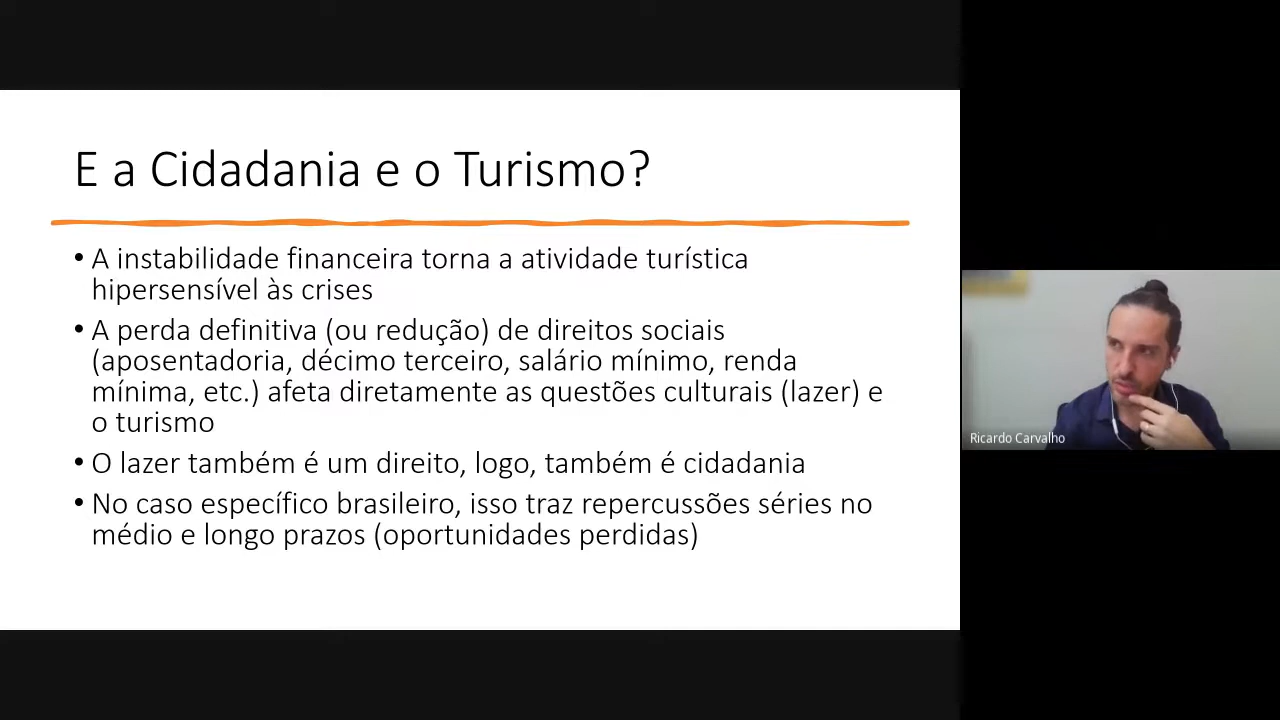 E a Cidadania e o Turismo?
• A instabilidade financeira torna a atividade turística
hipersensível às crises
• A perda definitiva (ou redução) de direitos sociais
(aposentadoria, décimo terceiro, salário mínimo, renda
mínima, etc.) afeta diretamente as questões culturais (lazer) e
o turismo
• O lazer também é um direito, logo, também é cidadania
• No caso específico brasileiro, isso traz repercussões séries no
médio e longo prazos (oportunidades perdidas)
Ricardo Carvalho